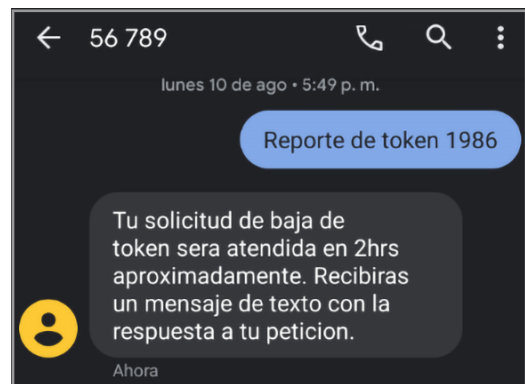 56 789
lunes 10 de ago • 5:49 p. m.
Reporte de token 1986
Tu solicitud de baja de
token sera atendida en 2hrs
aproximadamente. Recibiras
un mensaje de texto con la
respuesta a tu peticion.
Ahora